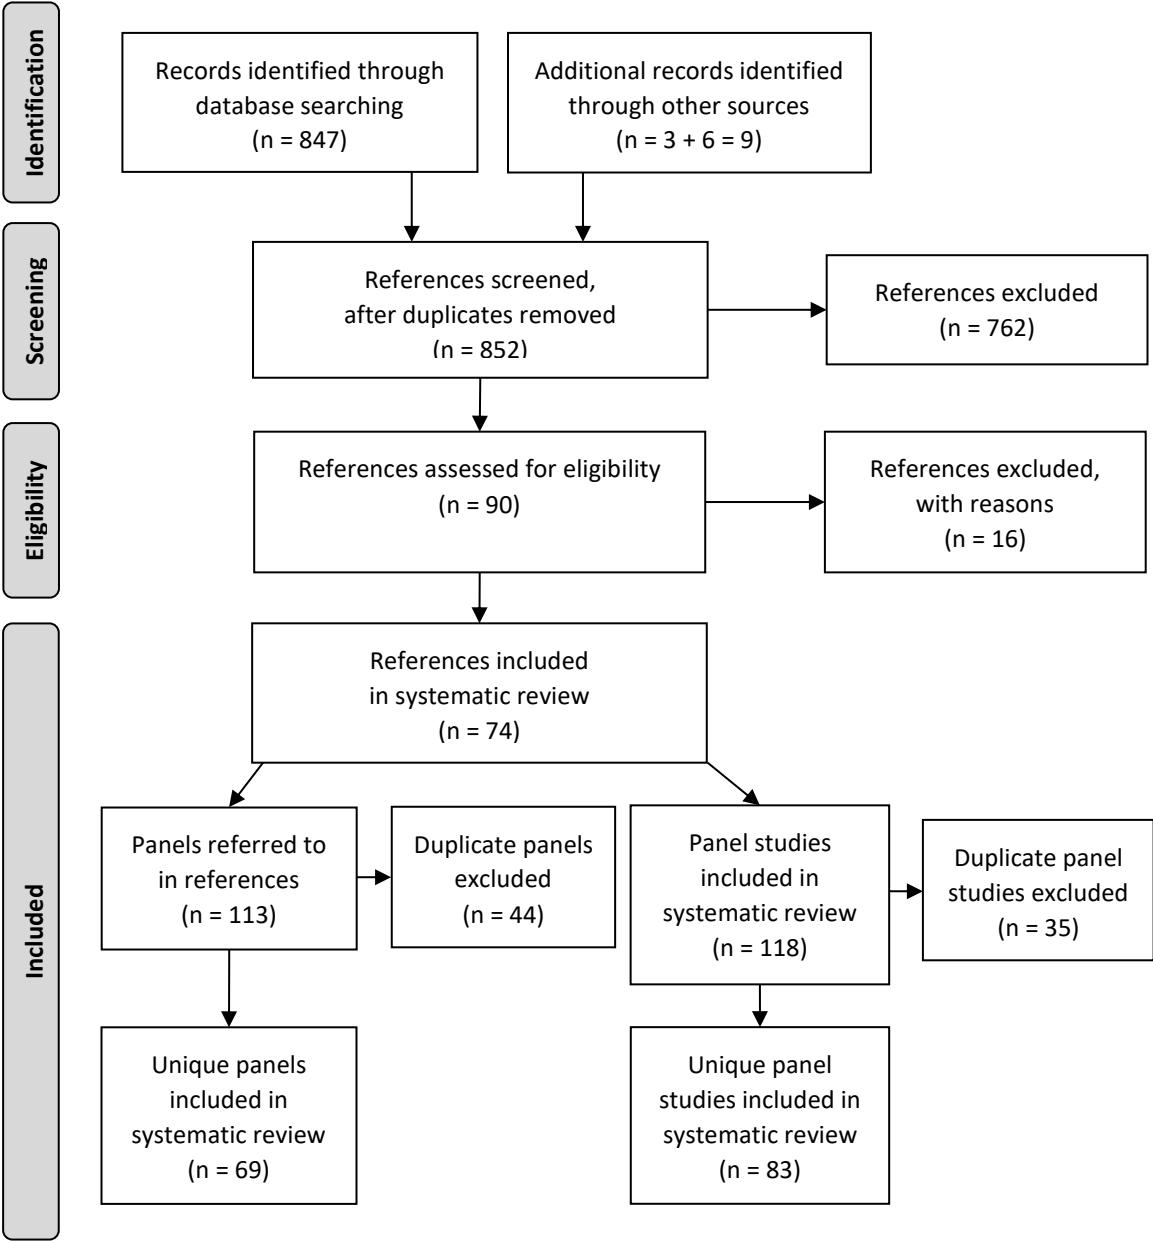 Identification
Records identified through
database searching
(n = 847)
Additional records identified
through other sources
(n = 3 + 6 = 9)
Screening
References screened,
after duplicates removed
(n = 852)
References excluded
(n = 762)
Eligibility
References assessed for eligibility
(n = 90)
References excluded,
with reasons
(n = 16)
Included
References included
in systematic review
(n = 74)
Panels referred to
in references
(n = 113)
Duplicate panels
excluded
(n = 44)
Panel studies
included in
systematic review
(n = 118)
Duplicate panel
studies excluded
(n = 35)
Unique panels
included in
systematic review
(n = 69)
Unique panel
studies included in
systematic review
(n = 83)